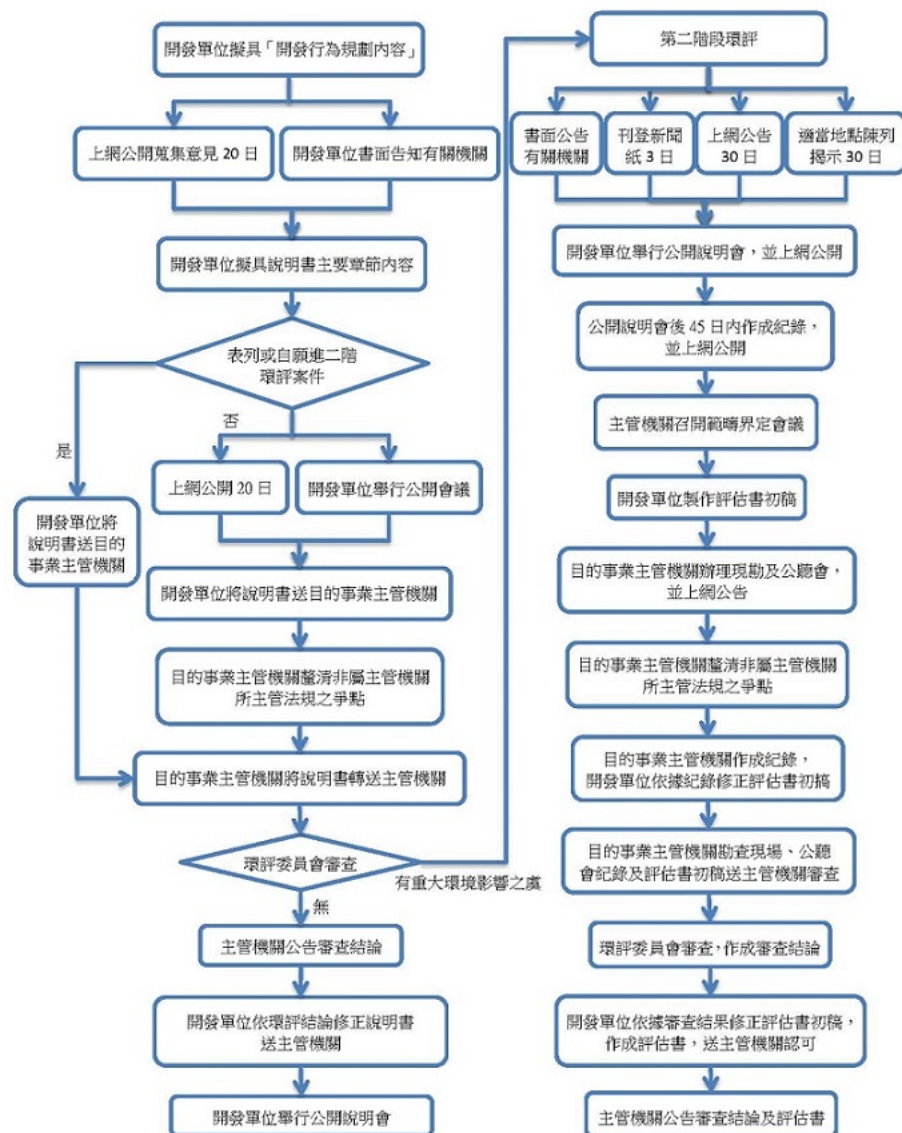 開發單位擬具「開發行為規劃內容」
上網公開蒐集意見 20 日
開發單位書面告知有關機關
開發單位擬具說明書主要章節內容
表列或自願進二階
環評案件
是
否
上網公開 20 日
開發單位舉行公開會議
開發單位將
說明書送目的
事業主管機關
開發單位將說明書送目的事業主管機關
目的事業主管機關釐清非屬主管機關
所主管法規之爭點
目的事業主管機關將說明書轉送主管機關
環評委員會審查
有重大環境影響之虞
無
主管機關公告審查結論
開發單位依環評結論修正說明書
送主管機關
開發單位舉行公開說明會
第二階段環評
書面公告
有關機關
刊登新聞
紙 3 日
上網公告
30 日
適當地點陳列
揭示 30 日
開發單位舉行公開說明會，並上網公開
公開說明會後 45 日內作成紀錄，
並上網公開
主管機關召開範疇界定會議
開發單位製作評估書初稿
目的事業主管機關辦理現勘及公聽會，
並上網公告
目的事業主管機關釐清非屬主管機關
所主管法規之爭點
目的事業主管機關作成紀錄，
開發單位依據紀錄修正評估書初搞
目的事業主管機關勘查現場、公聽
會紀錄及評估書初稿送主管機關審查
環評委員會審查，作成審查結論
開發單位依據審查結果修正評估書初稿，
作成評估書，送主管機關認可
主管機關公告審查結論及評估書